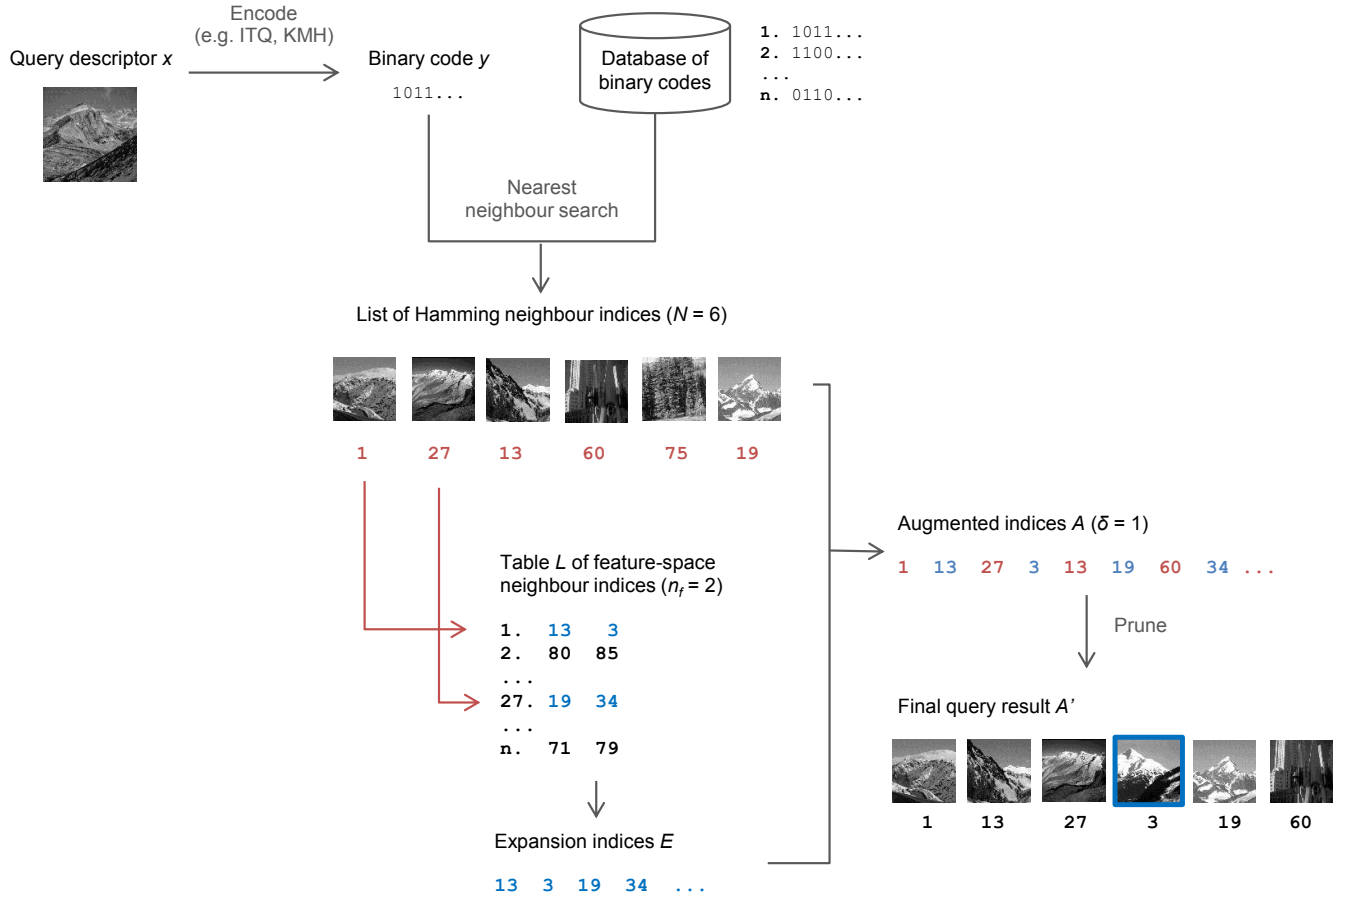 Encode
(e.g. ITQ, KMH)
Query descriptor x
Binary code y
1011...
Database of
binary codes
1. 1011...
2. 1100...
...
n. 0110...
Nearest
neighbour search
List of Hamming neighbour indices (N = 6)
1 27 13 60 75 19
Table L of feature-space
neighbour indices (nf = 2)
1. 13 3
2. 80 85
...
27. 19 34
...
n. 71 79
Expansion indices E
13 3 19 34 ...
Augmented indices A (δ = 1)
1 13 27 3 13 19 60 34 ...
Prune
Final query result A’
1 13 27 3 19 60